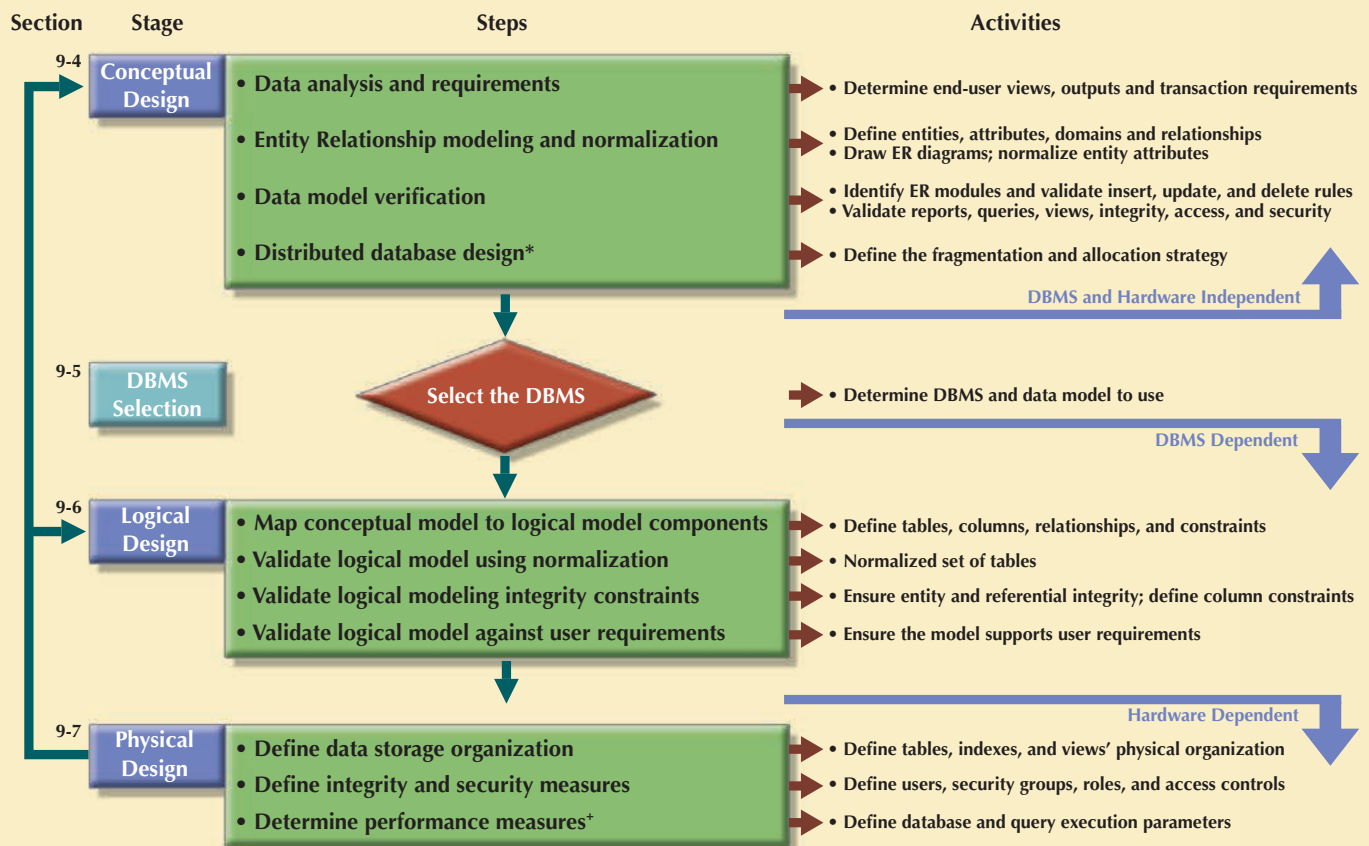 Section Stage Steps Activities
9-4
Conceptual
Design
• Data analysis and requirements
• Determine end-user views, outputs and transaction requirements
• Entity Relationship modeling and normalization
• Define entities, attributes, domains and relationships
• Draw ER diagrams; normalize entity attributes
• Data model verification
• Identify ER modules and validate insert, update, and delete rules
• Validate reports, queries, views, integrity, access, and security
• Distributed database design*
• Define the fragmentation and allocation strategy
DBMS and Hardware Independent
9-5
DBMS
Selection
Select the DBMS
• Determine DBMS and data model to use
DBMS Dependent
9-6
Logical
Design
• Map conceptual model to logical model components
• Define tables, columns, relationships, and constraints
• Validate logical model using normalization
• Normalized set of tables
• Validate logical modeling integrity constraints
• Ensure entity and referential integrity; define column constraints
• Validate logical model against user requirements
• Ensure the model supports user requirements
Hardware Dependent
9-7
Physical
Design
• Define data storage organization
• Define tables, indexes, and views’ physical organization
• Define integrity and security measures
• Define users, security groups, roles, and access controls
• Determine performance measures+
• Define database and query execution parameters